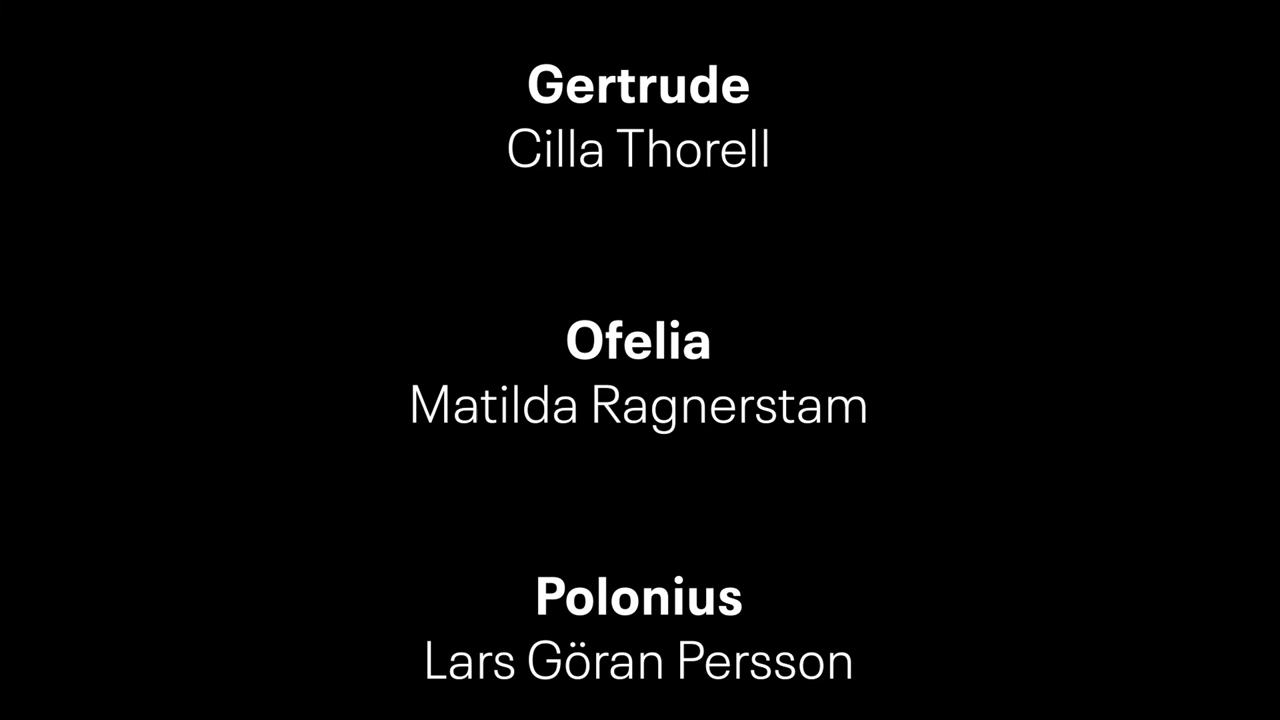 Gertrude
Cilla Thorell
Ofelia
Matilda Ragnerstam
Polonius
Lars Göran Persson